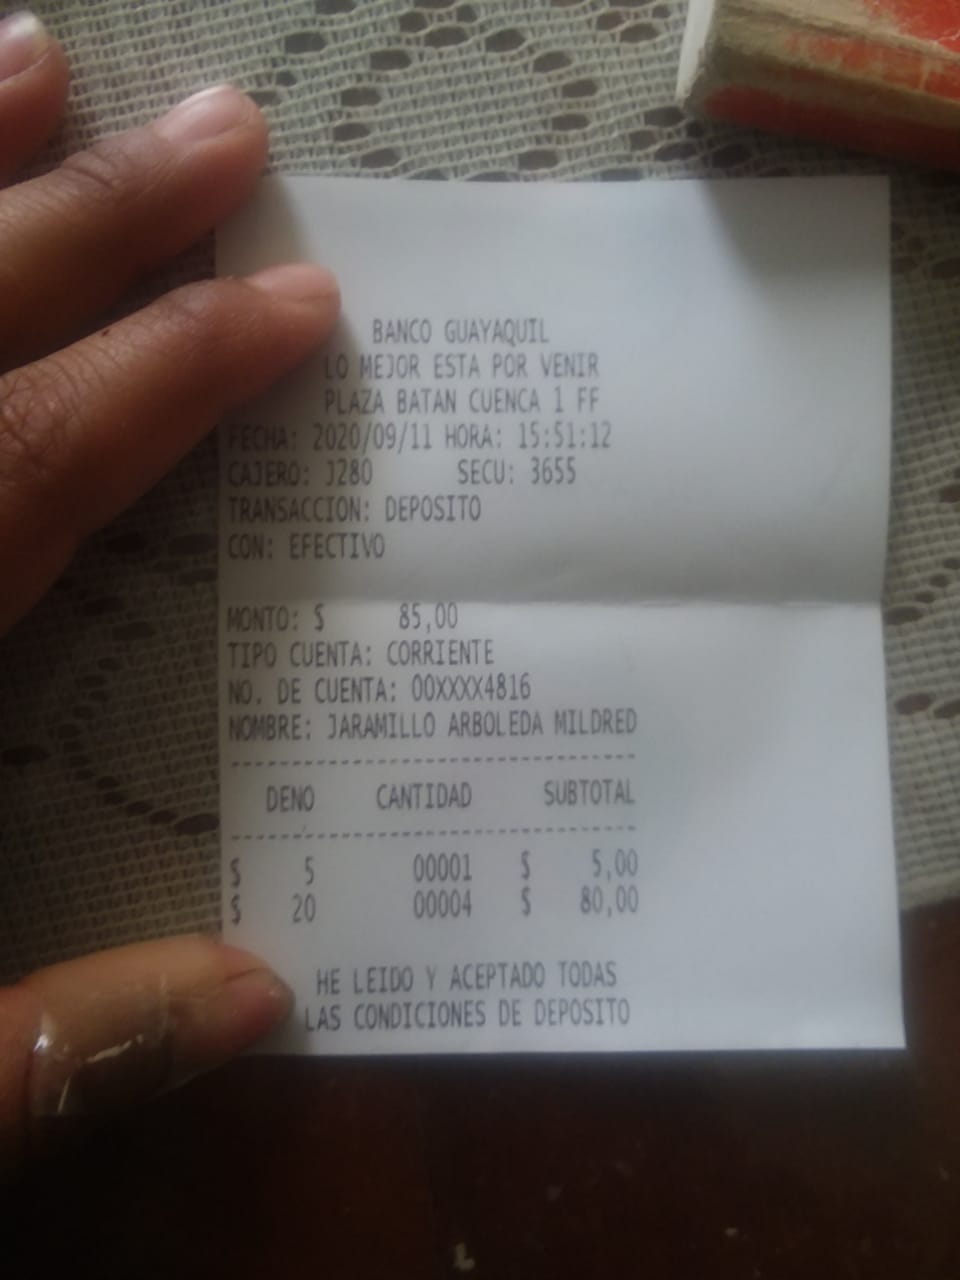 BANCO GUAYAQUIL
LO MEJOR ESTA POR VENIR
PLAZA BATAN CUENCA 1 FF
FECHA: 2020/09/11 HORA: 15:51:12
CAJERO: J280 SECU: 3655
TRANSACCION: DEPOSITO
CON: EFECTIVO
MONTO: $ 85,00
TIPO CUENTA: CORRIENTE
NO. DE CUENTA: 00XXXX4816
NOMBRE: JARAMILLO ARBOLEDA MILDRED
----------------------------------
DENO CANTIDAD SUBTOTAL
----------------------------------
$ 5 00001 $ 5,00
$ 20 00004 $ 80,00
HE LEIDO Y ACEPTADO TODAS
LAS CONDICIONES DE DEPOSITO